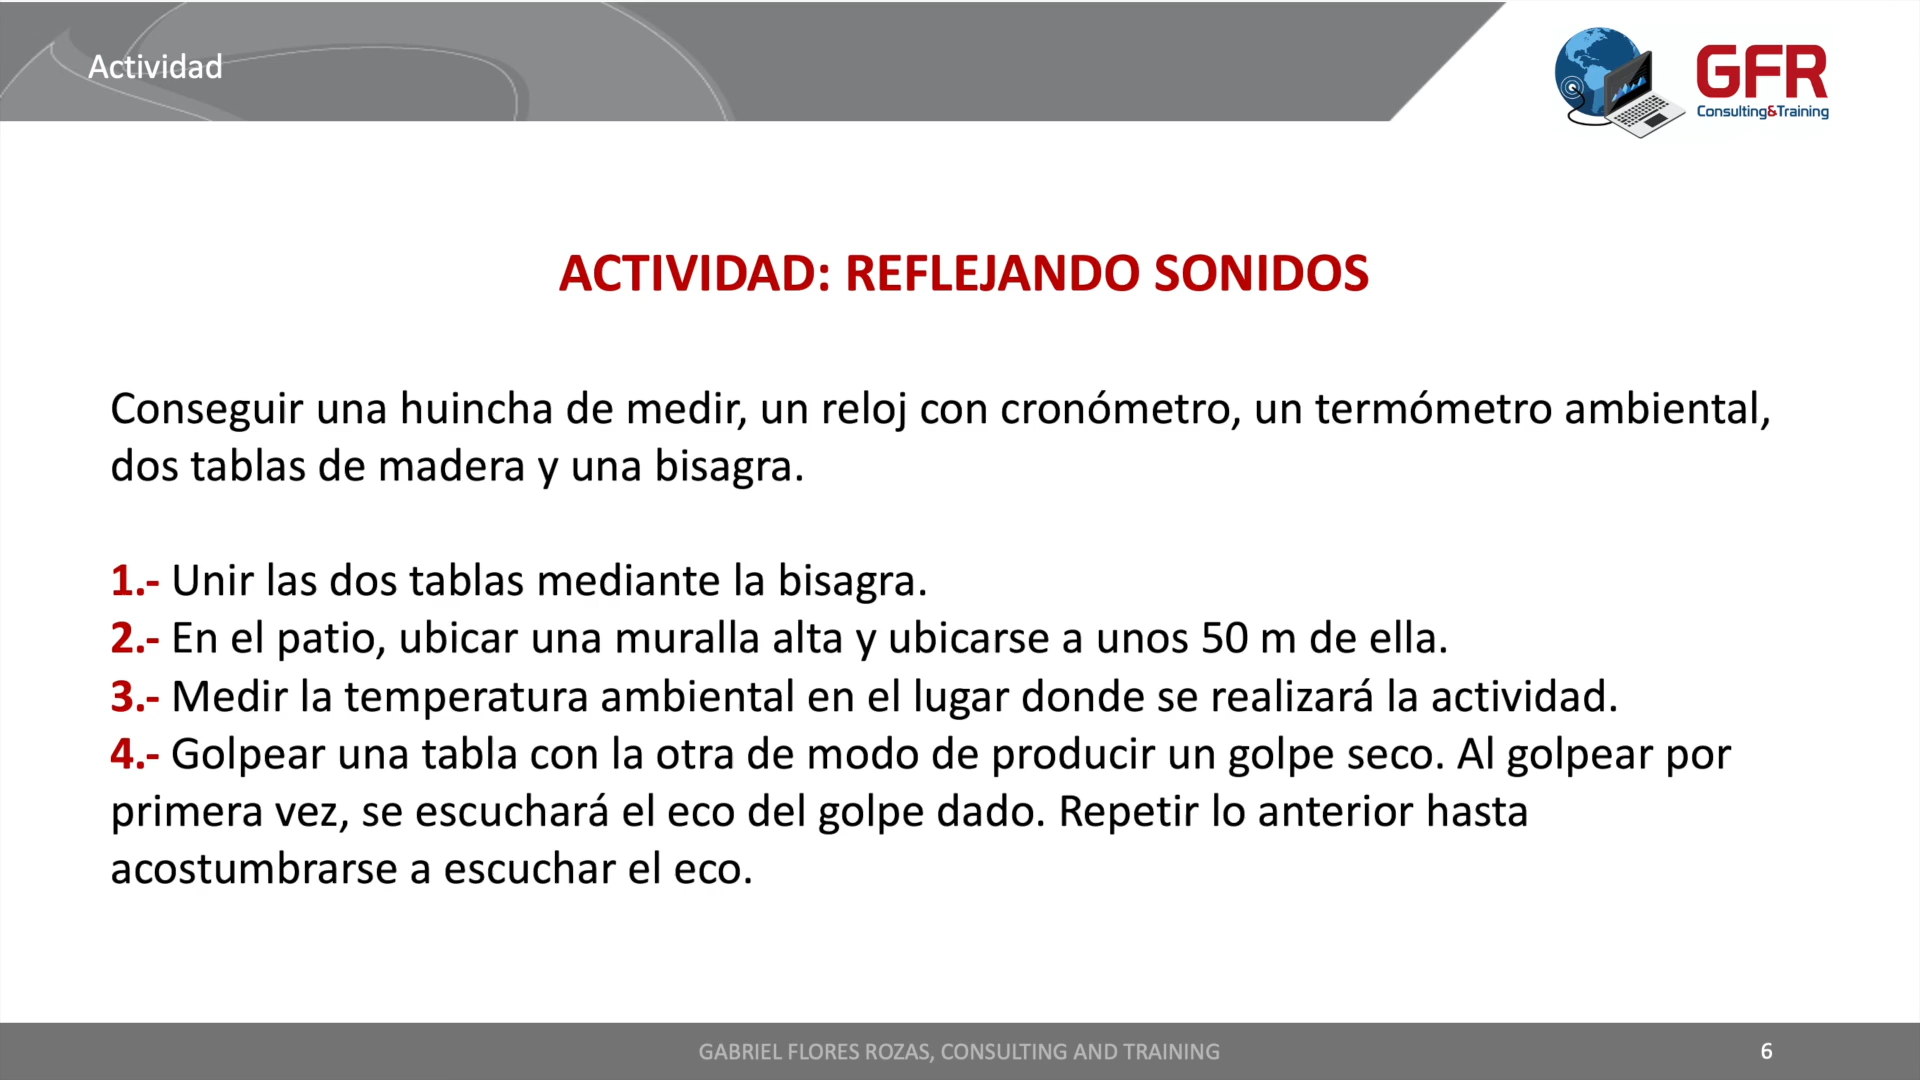 Actividad
GFR
Consulting&Training
ACTIVIDAD: REFLEJANDO SONIDOS
Conseguir una huincha de medir, un reloj con cronómetro, un termómetro ambiental,
dos tablas de madera y una bisagra.
1.- Unir las dos tablas mediante la bisagra.
2.- En el patio, ubicar una muralla alta y ubicarse a unos 50 m de ella.
3.- Medir la temperatura ambiental en el lugar donde se realizará la actividad.
4.- Golpear una tabla con la otra de modo de producir un golpe seco. Al golpear por
primera vez, se escuchará el eco del golpe dado. Repetir lo anterior hasta
acostumbrarse a escuchar el eco.
GABRIEL FLORES ROZAS, CONSULTING AND TRAINING
6